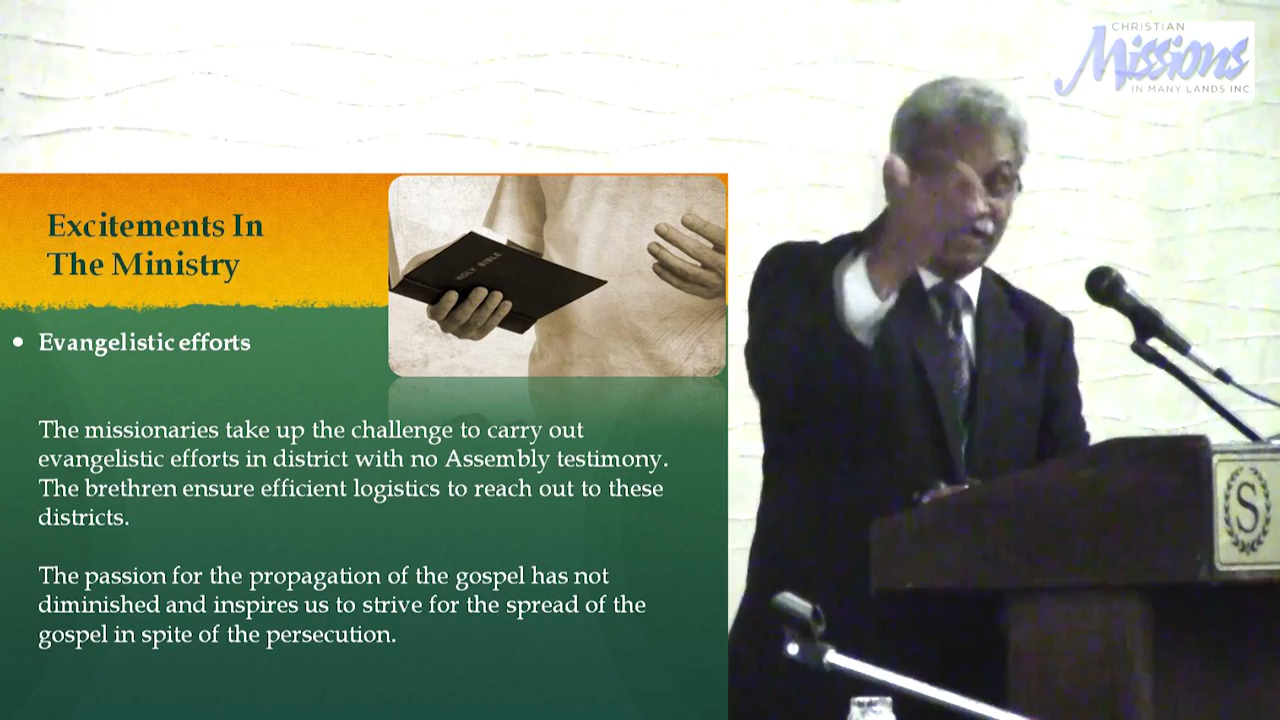 CHRISTIAN
Missions
IN MANY LANDS INC
Excitements In
The Ministry
HOLY BIBLE
• Evangelistic efforts
The missionaries take up the challenge to carry out
evangelistic efforts in district with no Assembly testimony.
The brethren ensure efficient logistics to reach out to these
districts.
The passion for the propagation of the gospel has not
diminished and inspires us to strive for the spread of the
gospel in spite of the persecution.
S